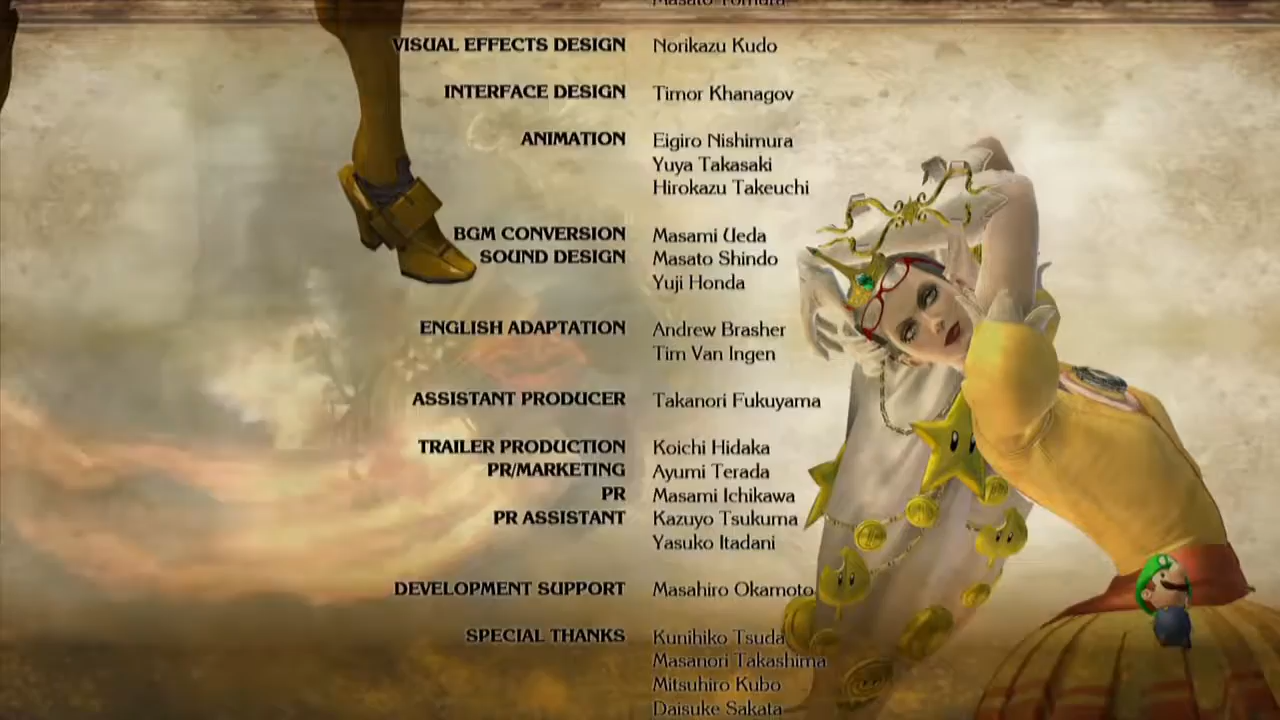 Masato Tomura
VISUAL EFFECTS DESIGN Norikazu Kudo
INTERFACE DESIGN Timor Khanagov
ANIMATION Eigiro Nishimura
Yuya Takasaki
Hirokazu Takeuchi
BGM CONVERSION Masami Ueda
SOUND DESIGN Masato Shindo
Yuji Honda
ENGLISH ADAPTATION Andrew Brasher
Tim Van Ingen
ASSISTANT PRODUCER Takanori Fukuyama
TRAILER PRODUCTION Koichi Hidaka
PR/MARKETING Ayumi Terada
PR Masami Ichikawa
PR ASSISTANT Kazuyo Tsukuma
Yasuko Itadani
DEVELOPMENT SUPPORT Masahiro Okamoto
SPECIAL THANKS Kunihiko Tsuda
Masanori Takashima
Mitsuhiro Kubo
Daisuke Sakata